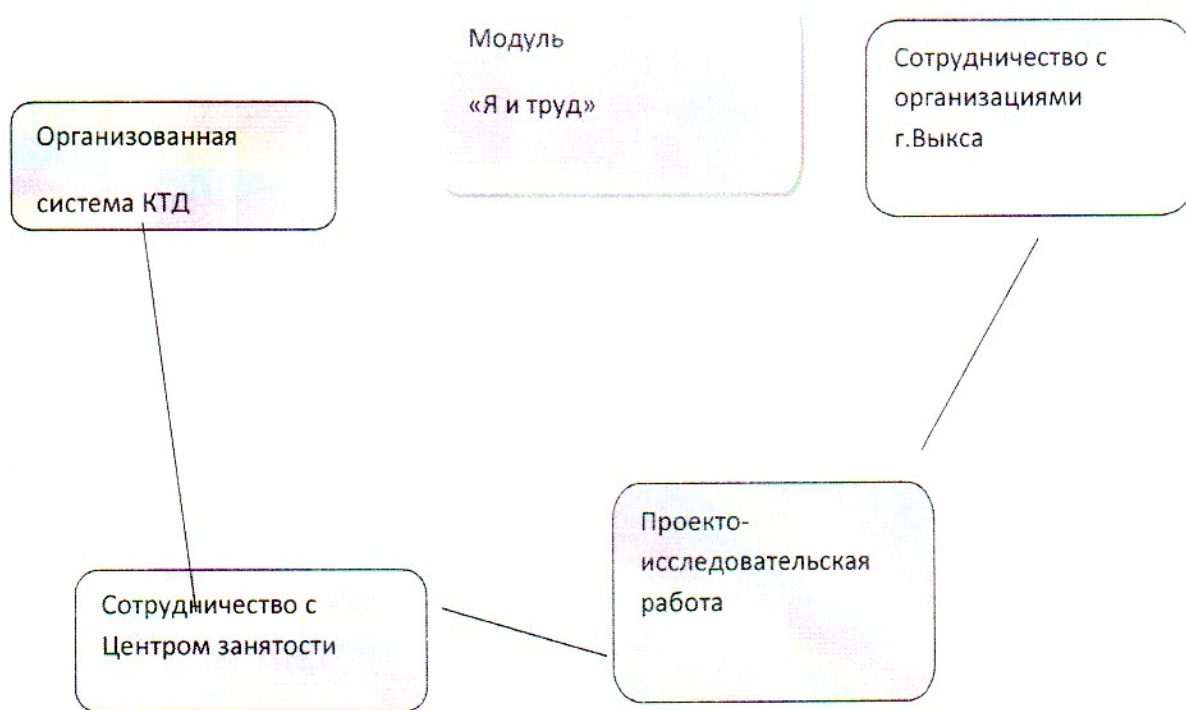 Модуль
«Я и труд»
Сотрудничество с
организациями
г.Выкса
Организованная
система КТД
Проекто-
исследовательская
работа
Сотрудничество с
Центром занятости